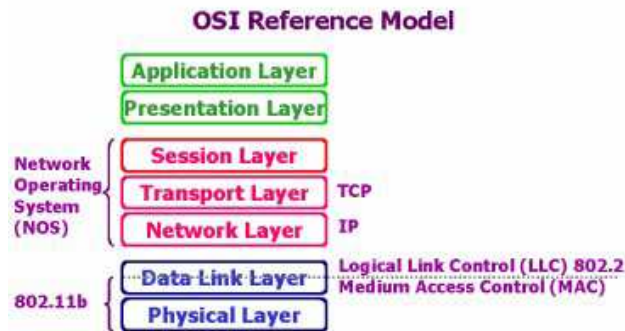 OSI Reference Model
Application Layer
Presentation Layer
Network
Operating
System
(NOS)
Session Layer
Transport Layer TCP
Network Layer IP
802.11b
Data Link Layer
Logical Link Control (LLC) 802.2
Medium Access Control (MAC)
Physical Layer